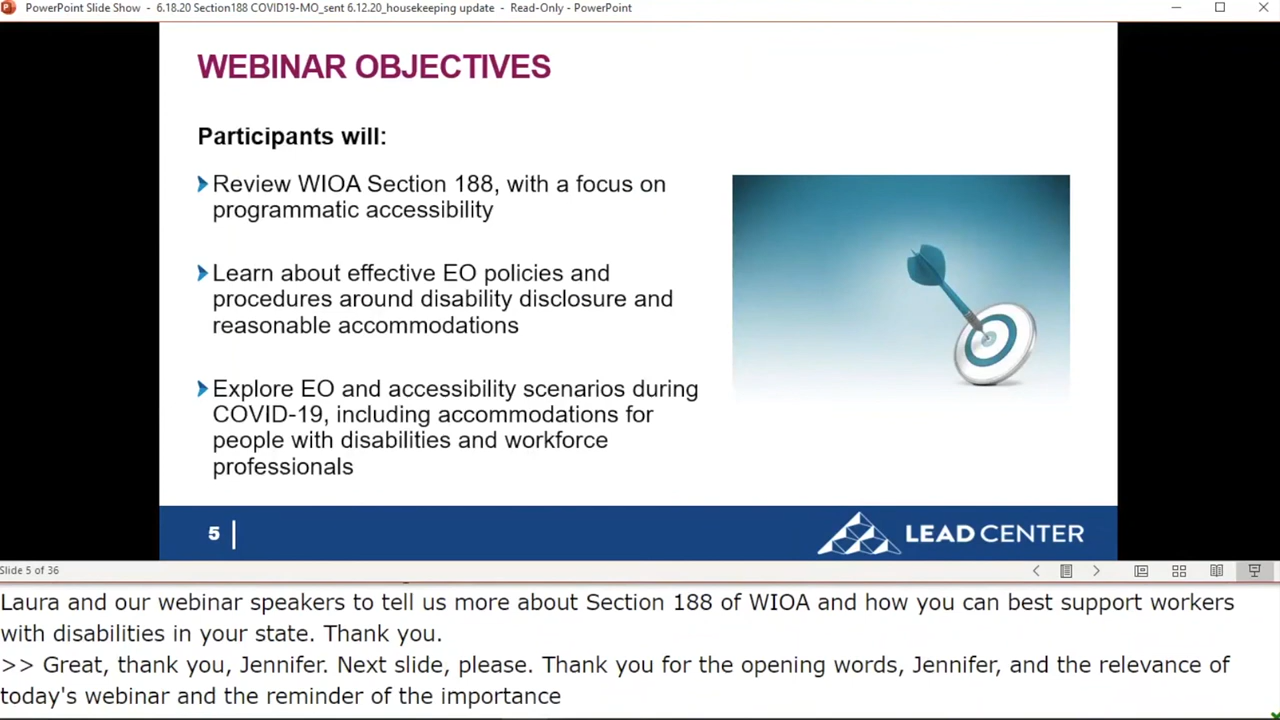 PowerPoint Slide Show - 6.18.20 Section188 COVID19-MO_sent 6.12.20_housekeeping update - Read-Only - PowerPoint
WEBINAR OBJECTIVES
Participants will:
Review WIOA Section 188, with a focus on
programmatic accessibility
Learn about effective EO policies and
procedures around disability disclosure and
reasonable accommodations
Explore EO and accessibility scenarios during
COVID-19, including accommodations for
people with disabilities and workforce
professionals
5
LEAD CENTER
Slide 5 of 36
Laura and our webinar speakers to tell us more about Section 188 of WIOA and how you can best support workers
with disabilities in your state. Thank you.
>> Great, thank you, Jennifer. Next slide, please. Thank you for the opening words, Jennifer, and the relevance of
today's webinar and the reminder of the importance